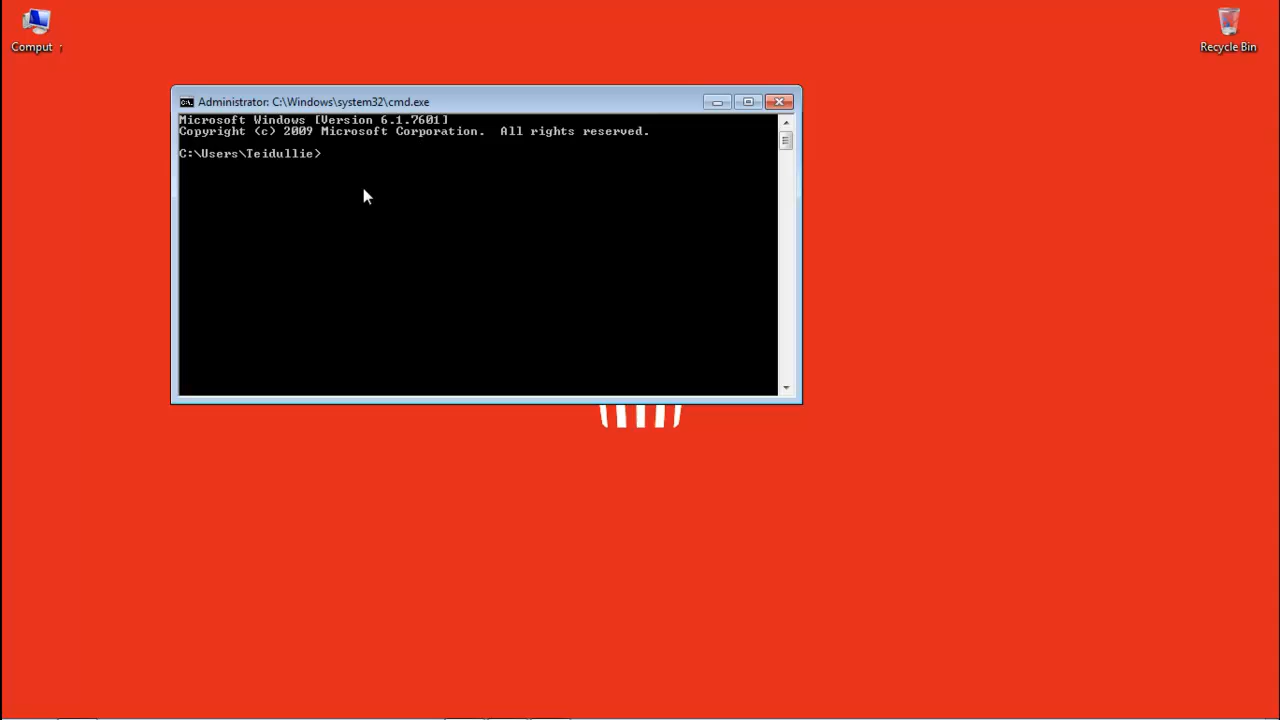 Comput r
Recycle Bin
Administrator: C:\Windows\system32\cmd.exe
Microsoft Windows [Version 6.1.7601]
Copyright (c) 2009 Microsoft Corporation.  All rights reserved.
C:\Users\Teidullie>